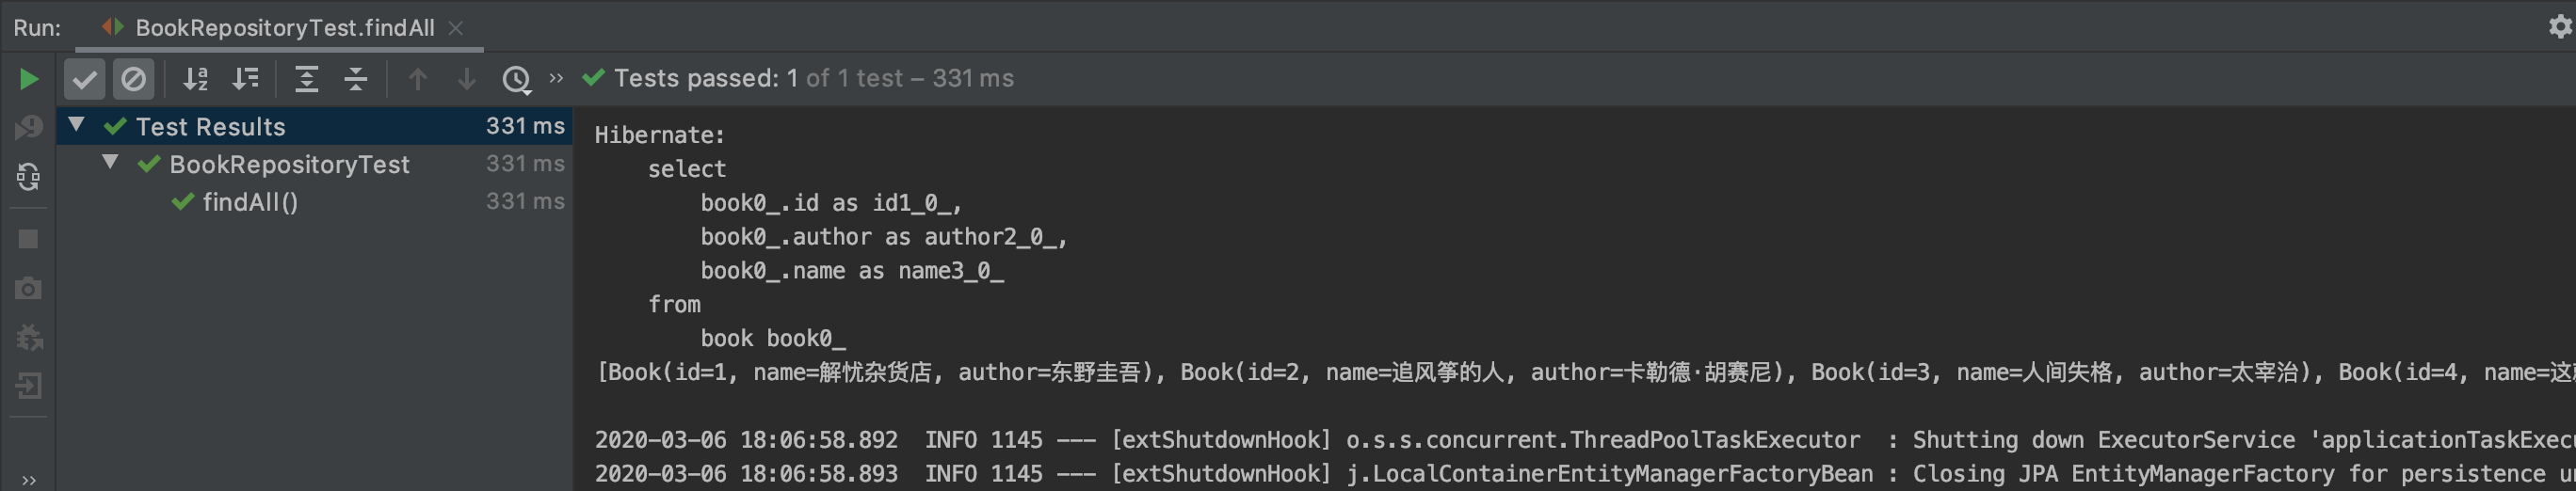 Run: BookRepositoryTest.findAll
Tests passed: 1 of 1 test – 331 ms
Test Results 331 ms
BookRepositoryTest 331 ms
findAll() 331 ms
Hibernate:
select
book0_.id as id1_0_,
book0_.author as author2_0_,
book0_.name as name3_0_
from
book book0_
[Book(id=1, name=解忧杂货店, author=东野圭吾), Book(id=2, name=追风筝的人, author=卡勒德·胡赛尼), Book(id=3, name=人间失格, author=太宰治), Book(id=4, name=这
2020-03-06 18:06:58.892  INFO 1145 --- [extShutdownHook] o.s.s.concurrent.ThreadPoolTaskExecutor  : Shutting down ExecutorService 'applicationTaskExecu
2020-03-06 18:06:58.893  INFO 1145 --- [extShutdownHook] j.LocalContainerEntityManagerFactoryBean : Closing JPA EntityManagerFactory for persistence u